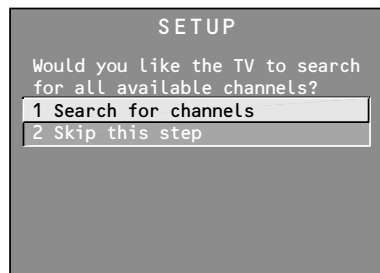 SETUP
Would you like the TV to search
for all available channels?
1 Search for channels
2 Skip this step